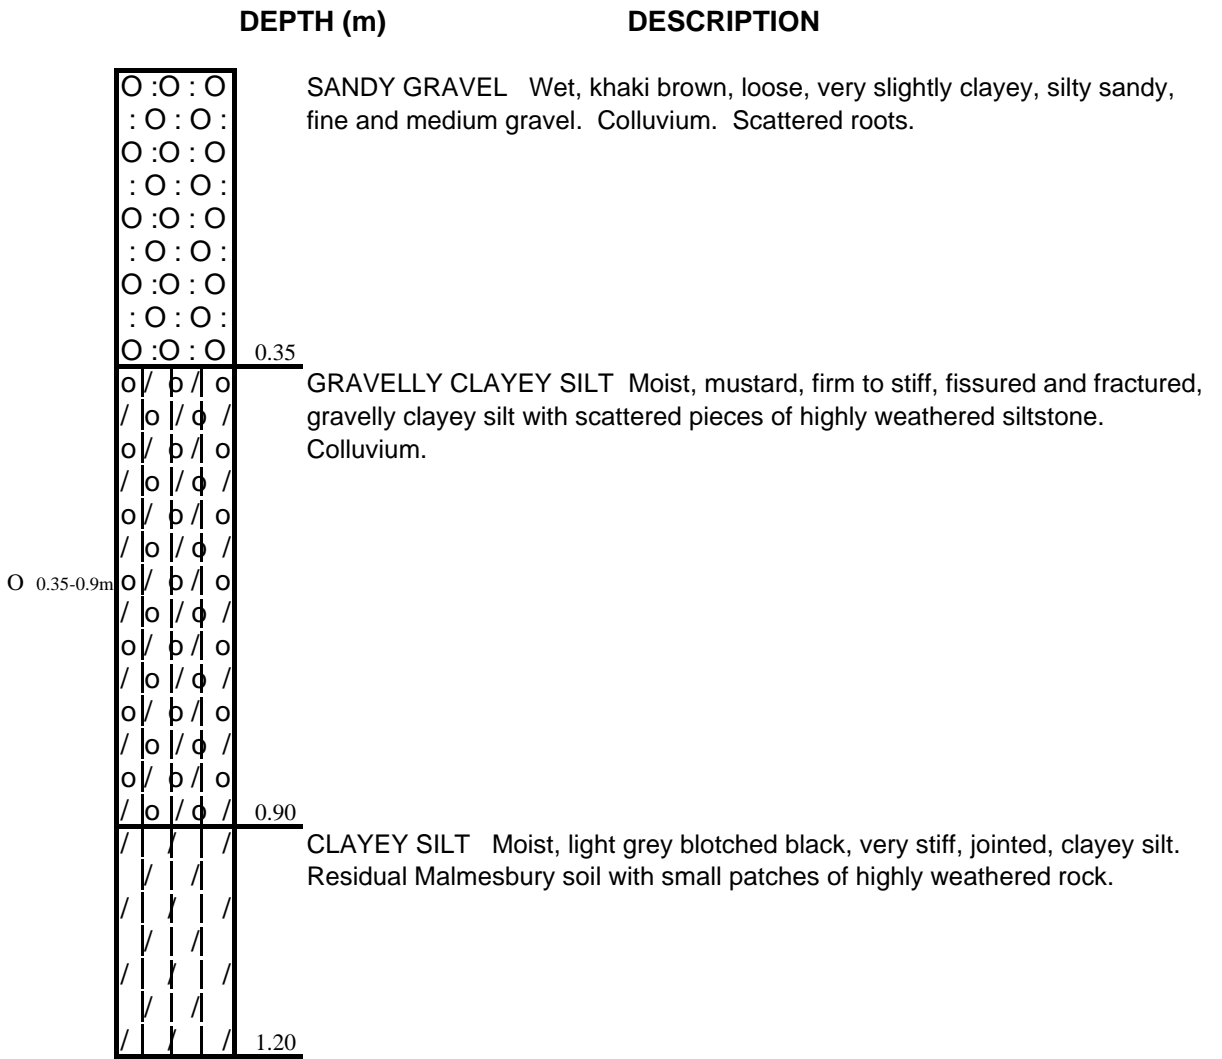 DEPTH (m) DESCRIPTION
O :O : O SANDY GRAVEL Wet, khaki brown, loose, very slightly clayey, silty sandy,
: O : O : fine and medium gravel. Colluvium. Scattered roots.
O :O : O
: O : O :
O :O : O
: O : O :
O :O : O
: O : O :
O :O : O 0.35
o / o / o GRAVELLY CLAYEY SILT Moist, mustard, firm to stiff, fissured and fractured,
/ o / o / gravelly clayey silt with scattered pieces of highly weathered siltstone.
o / o / o Colluvium.
/ o / o /
o / o / o
/ o / o /
O 0.35-0.9m o / o / o
/ o / o /
o / o / o
/ o / o /
o / o / o
/ o / o /
o / o / o
/ o / o / 0.90
/ / / CLAYEY SILT Moist, light grey blotched black, very stiff, jointed, clayey silt.
/ / Residual Malmesbury soil with small patches of highly weathered rock.
/ / /
/ /
/ / /
/ /
/ / / 1.20